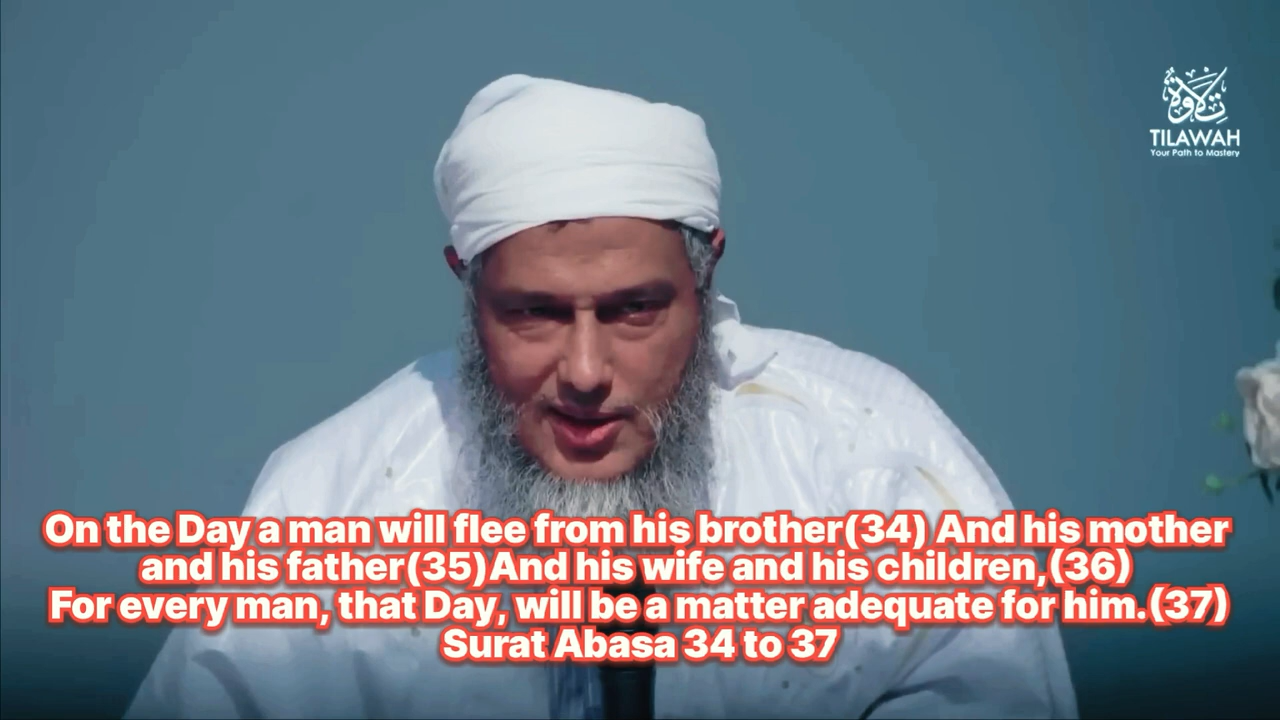 تلاوة
TILAWAH
Your Path to Mastery
On the Day a man will flee from his brother(34) And his mother
and his father(35)And his wife and his children,(36)
For every man, that Day, will be a matter adequate for him.(37)
Surat Abasa 34 to 37